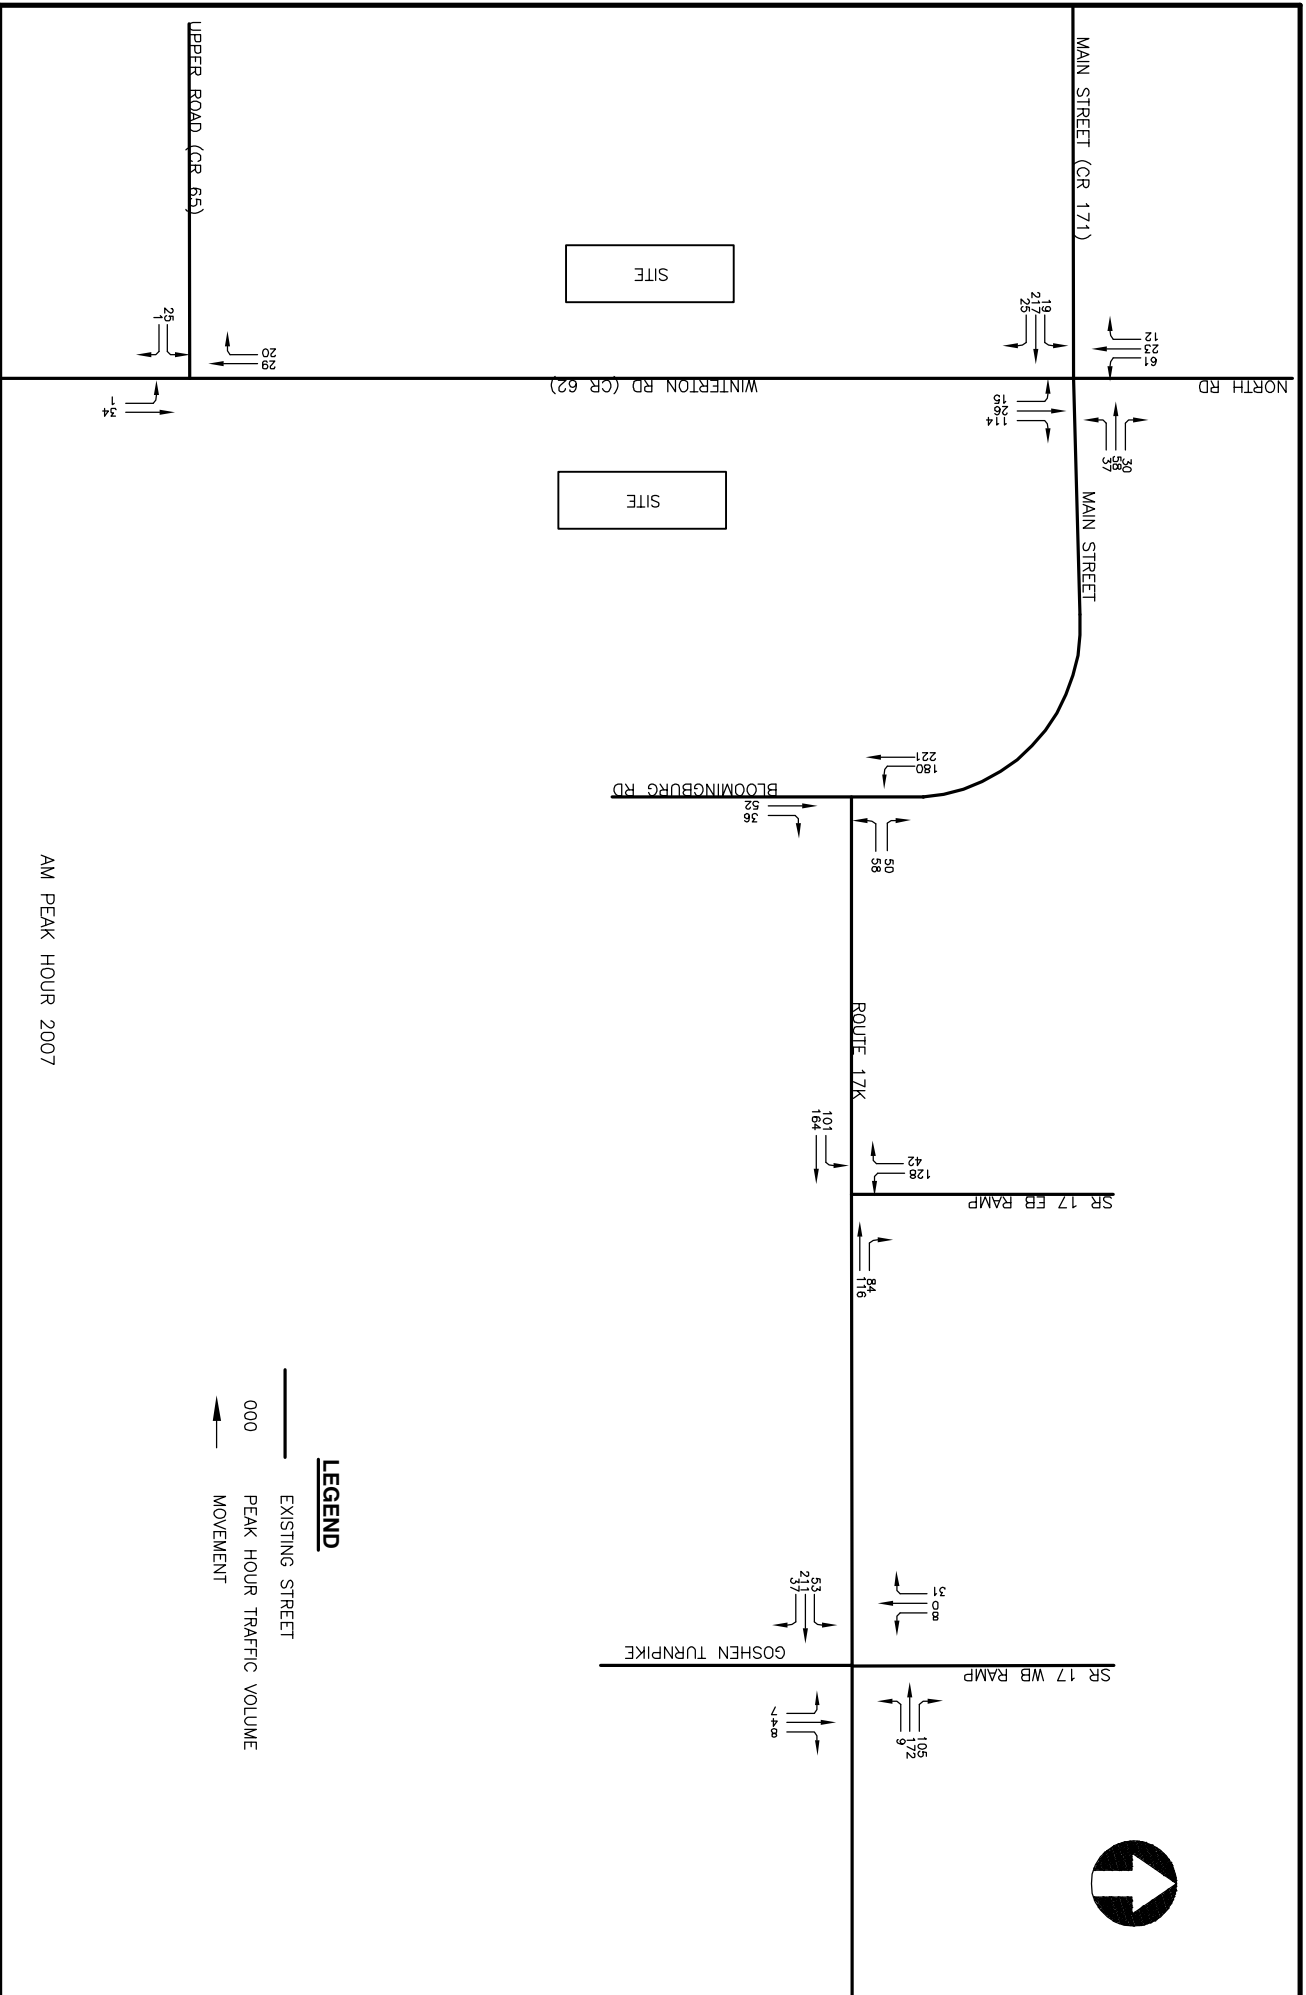 MAIN STREET (CR 171)
NORTH RD
12
23
61
19
217
25
15
26
114
30
58
37
MAIN STREET
UPPER ROAD (CR 65)
25
1
20
29
1
34
WINTERTON RD (CR 62)
SITE
SITE
221
180
BLOOMINGBURG RD
52
36
50
58
ROUTE 17K
101
164
42
128
SR 17 EB RAMP
84
116
53
211
37
31
0
8
GOSHEN TURNPIKE
SR 17 WB RAMP
7
4
8
105
172
9
AM PEAK HOUR 2007
LEGEND
EXISTING STREET
000 PEAK HOUR TRAFFIC VOLUME
MOVEMENT